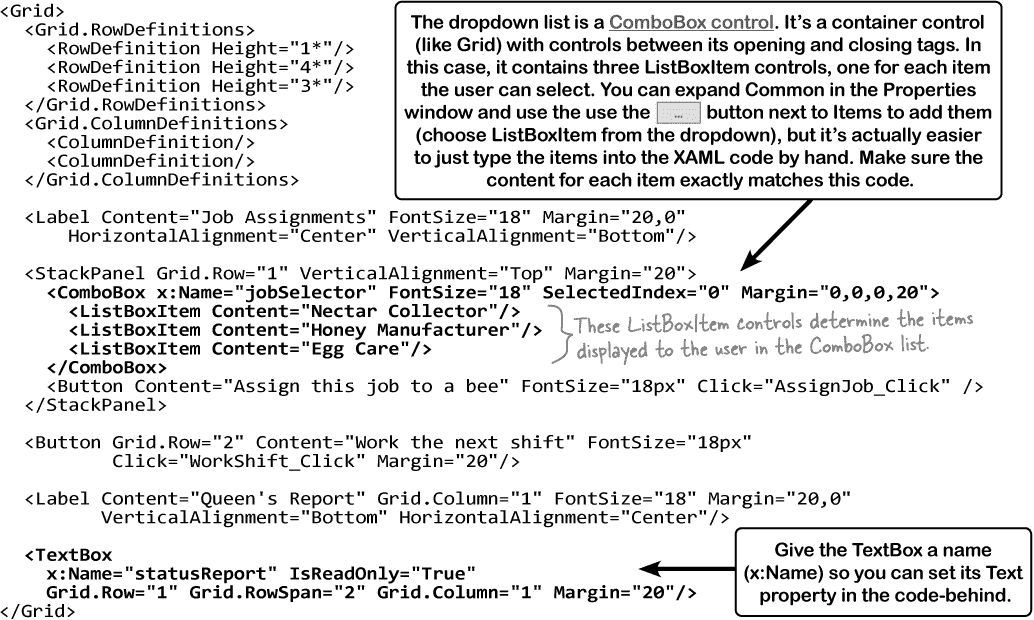 <Grid>
<Grid.RowDefinitions>
<RowDefinition Height="1*"/>
<RowDefinition Height="4*"/>
<RowDefinition Height="3*"/>
</Grid.RowDefinitions>
<Grid.ColumnDefinitions>
<ColumnDefinition/>
<ColumnDefinition/>
</Grid.ColumnDefinitions>
The dropdown list is a ComboBox control. It's a container control
(like Grid) with controls between its opening and closing tags. In
this case, it contains three ListBoxItem controls, one for each item
the user can select. You can expand Common in the Properties
window and use the use the ... button next to Items to add them
(choose ListBoxItem from the dropdown), but it's actually easier
to just type the items into the XAML code by hand. Make sure the
content for each item exactly matches this code.
<Label Content="Job Assignments" FontSize="18" Margin="20,0"
HorizontalAlignment="Center" VerticalAlignment="Bottom"/>
<StackPanel Grid.Row="1" VerticalAlignment="Top" Margin="20">
<ComboBox x:Name="jobSelector" FontSize="18" SelectedIndex="0" Margin="0,0,0,20">
<ListBoxItem Content="Nectar Collector"/>
<ListBoxItem Content="Honey Manufacturer"/>
<ListBoxItem Content="Egg Care"/>
</ComboBox>
These ListBoxItem controls determine the items
displayed to the user in the ComboBox list.
<Button Content="Assign this job to a bee" FontSize="18px" Click="AssignJob_Click" />
</StackPanel>
<Button Grid.Row="2" Content="Work the next shift" FontSize="18px"
Click="WorkShift_Click" Margin="20"/>
<Label Content="Queen's Report" Grid.Column="1" FontSize="18" Margin="20,0"
VerticalAlignment="Bottom" HorizontalAlignment="Center"/>
<TextBox
x:Name="statusReport" IsReadOnly="True"
Grid.Row="1" Grid.RowSpan="2" Grid.Column="1" Margin="20"/>
</Grid>
Give the TextBox a name
(x:Name) so you can set its Text
property in the code-behind.